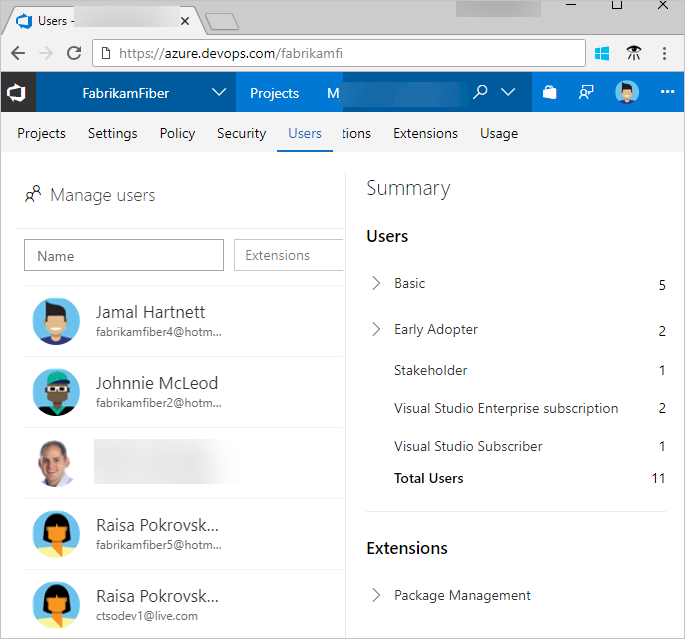 Users -
https://azure.devops.com/fabrikamfi
FabrikamFiber Projects M
Projects Settings Policy Security Users tions Extensions Usage
Manage users
Name Extensions
Jamal Hartnett
fabrikamfiber4@hotm...
Johnnie McLeod
fabrikamfiber2@hotm...
Raisa Pokrovsk...
fabrikamfiber5@hotm...
Raisa Pokrovsk...
ctsodev1@live.com
Summary
Users
Basic 5
Early Adopter 2
Stakeholder 1
Visual Studio Enterprise subscription 2
Visual Studio Subscriber 1
Total Users 11
Extensions
Package Management